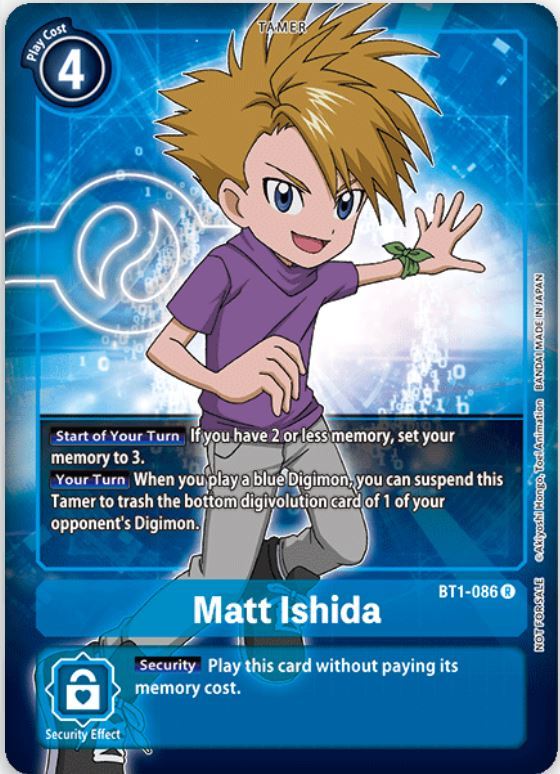 TAMER
Play Cost
4
Start of Your Turn If you have 2 or less memory, set your
memory to 3.
Your Turn When you play a blue Digimon, you can suspend this
Tamer to trash the bottom digivolution card of 1 of your
opponent's Digimon.
BT1-086 R
Matt Ishida
Security Play this card without paying its
memory cost.
Security Effect
NOT FOR SALE ©Akiyoshi Hongo, Toei Animation BANDAI MADE IN JAPAN